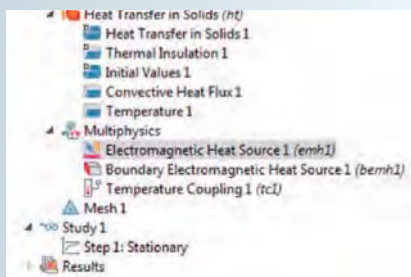 Heat Transfer in Solids (ht)
Heat Transfer in Solids 1
Thermal Insulation 1
Initial Values 1
Convective Heat Flux 1
Temperature 1
Multiphysics
Electromagnetic Heat Source 1 (emh1)
Boundary Electromagnetic Heat Source 1 (bemh1)
Temperature Coupling 1 (tc1)
Mesh 1
Study 1
Step 1: Stationary
Results